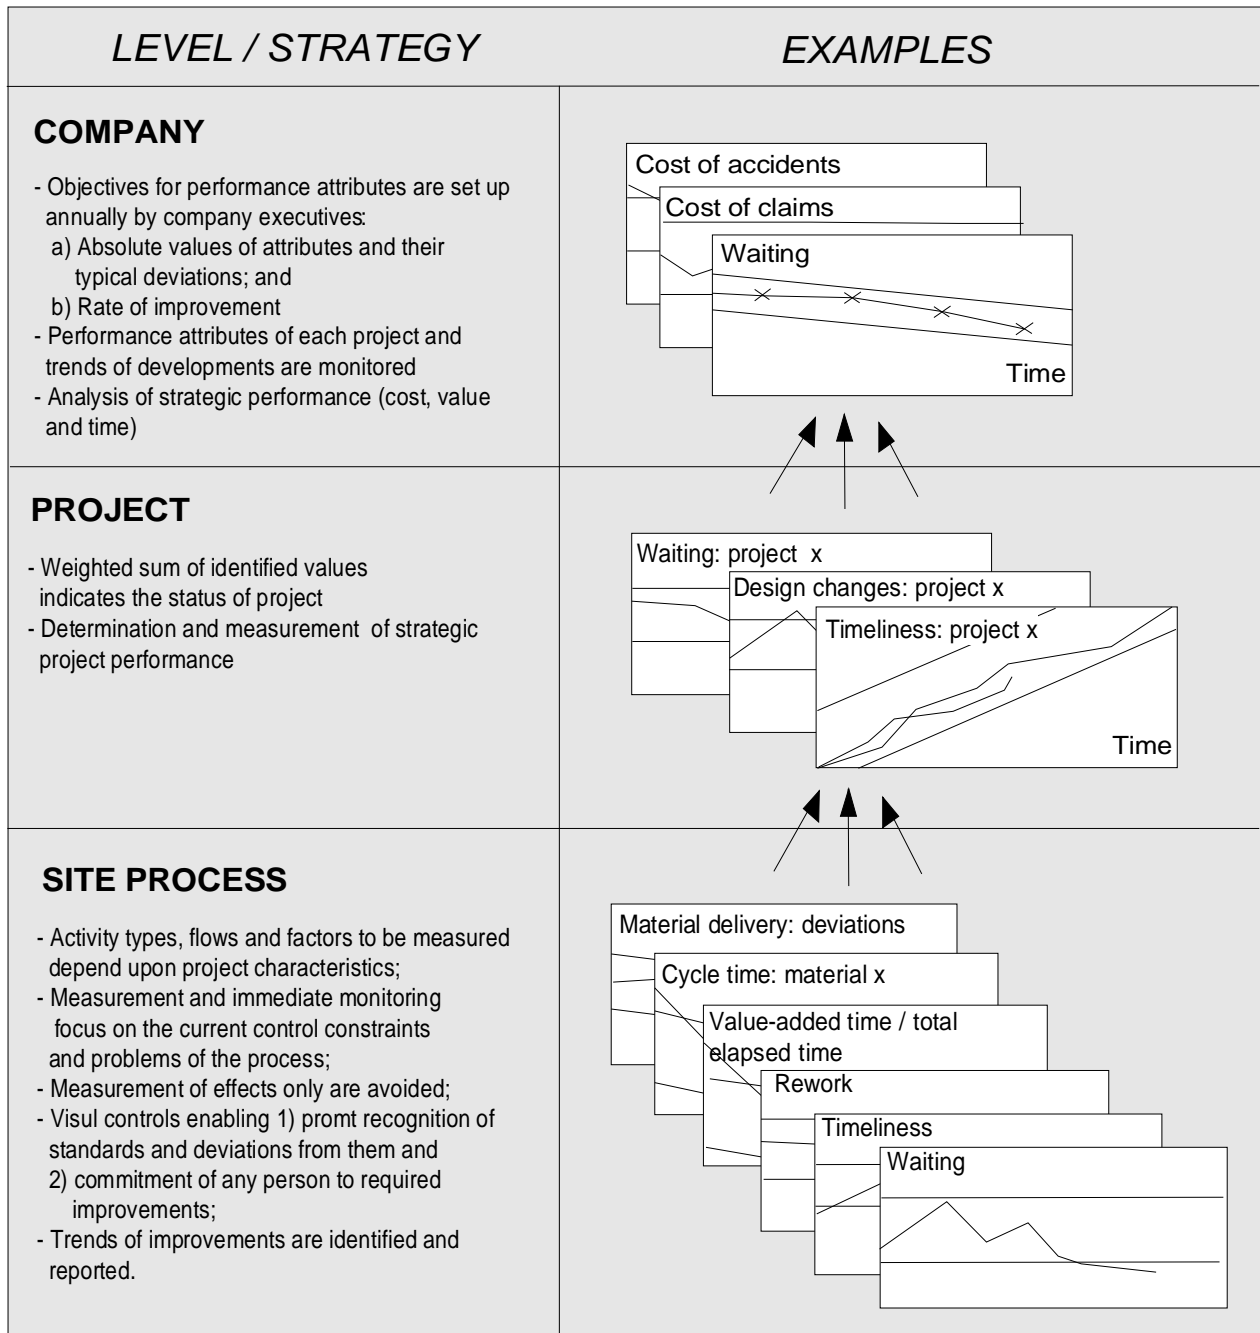 LEVEL / STRATEGY
EXAMPLES
COMPANY
- Objectives for performance attributes are set up
annually by company executives:
a) Absolute values of attributes and their
typical deviations; and
b) Rate of improvement
- Performance attributes of each project and
trends of developments are monitored
- Analysis of strategic performance (cost, value
and time)
Cost of accidents
Cost of claims
Waiting
Time
PROJECT
- Weighted sum of identified values
indicates the status of project
- Determination and measurement of strategic
project performance
Waiting: project x
Design changes: project x
Timeliness: project x
Time
SITE PROCESS
- Activity types, flows and factors to be measured
depend upon project characteristics;
- Measurement and immediate monitoring
focus on the current control constraints
and problems of the process;
- Measurement of effects only are avoided;
- Visul controls enabling 1) promt recognition of
standards and deviations from them and
2) commitment of any person to required
improvements;
- Trends of improvements are identified and
reported.
Material delivery: deviations
Cycle time: material x
Value-added time / total
elapsed time
Rework
Timeliness
Waiting